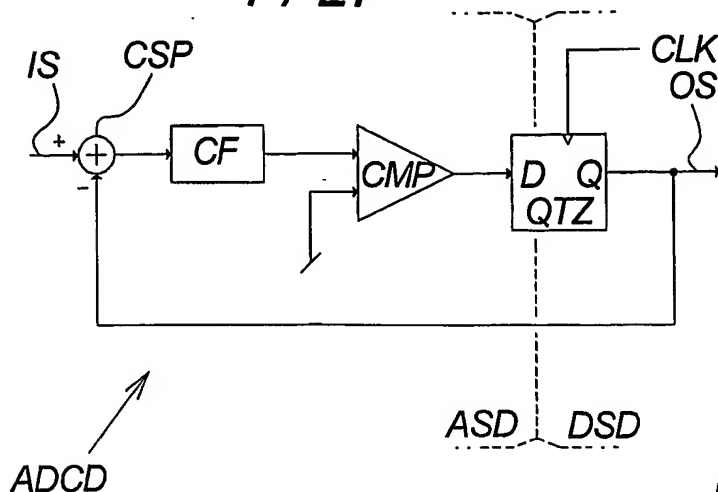 IS
CSP
CLK
OS
+
-
+
CF
CMP
D Q
QTZ
ASD DSD
ADCD